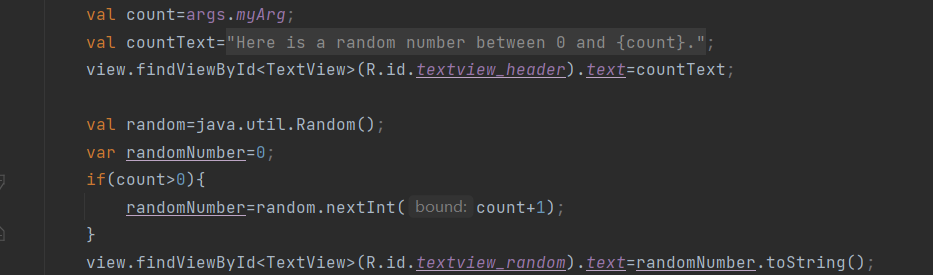 val count=args.myArg;
val countText="Here is a random number between 0 and {count}.";
view.findViewById<TextView>(R.id.textview_header).text=countText;
val random=java.util.Random();
var randomNumber=0;
if(count>0){
randomNumber=random.nextInt( bound: count+1);
}
view.findViewById<TextView>(R.id.textview_random).text=randomNumber.toString();